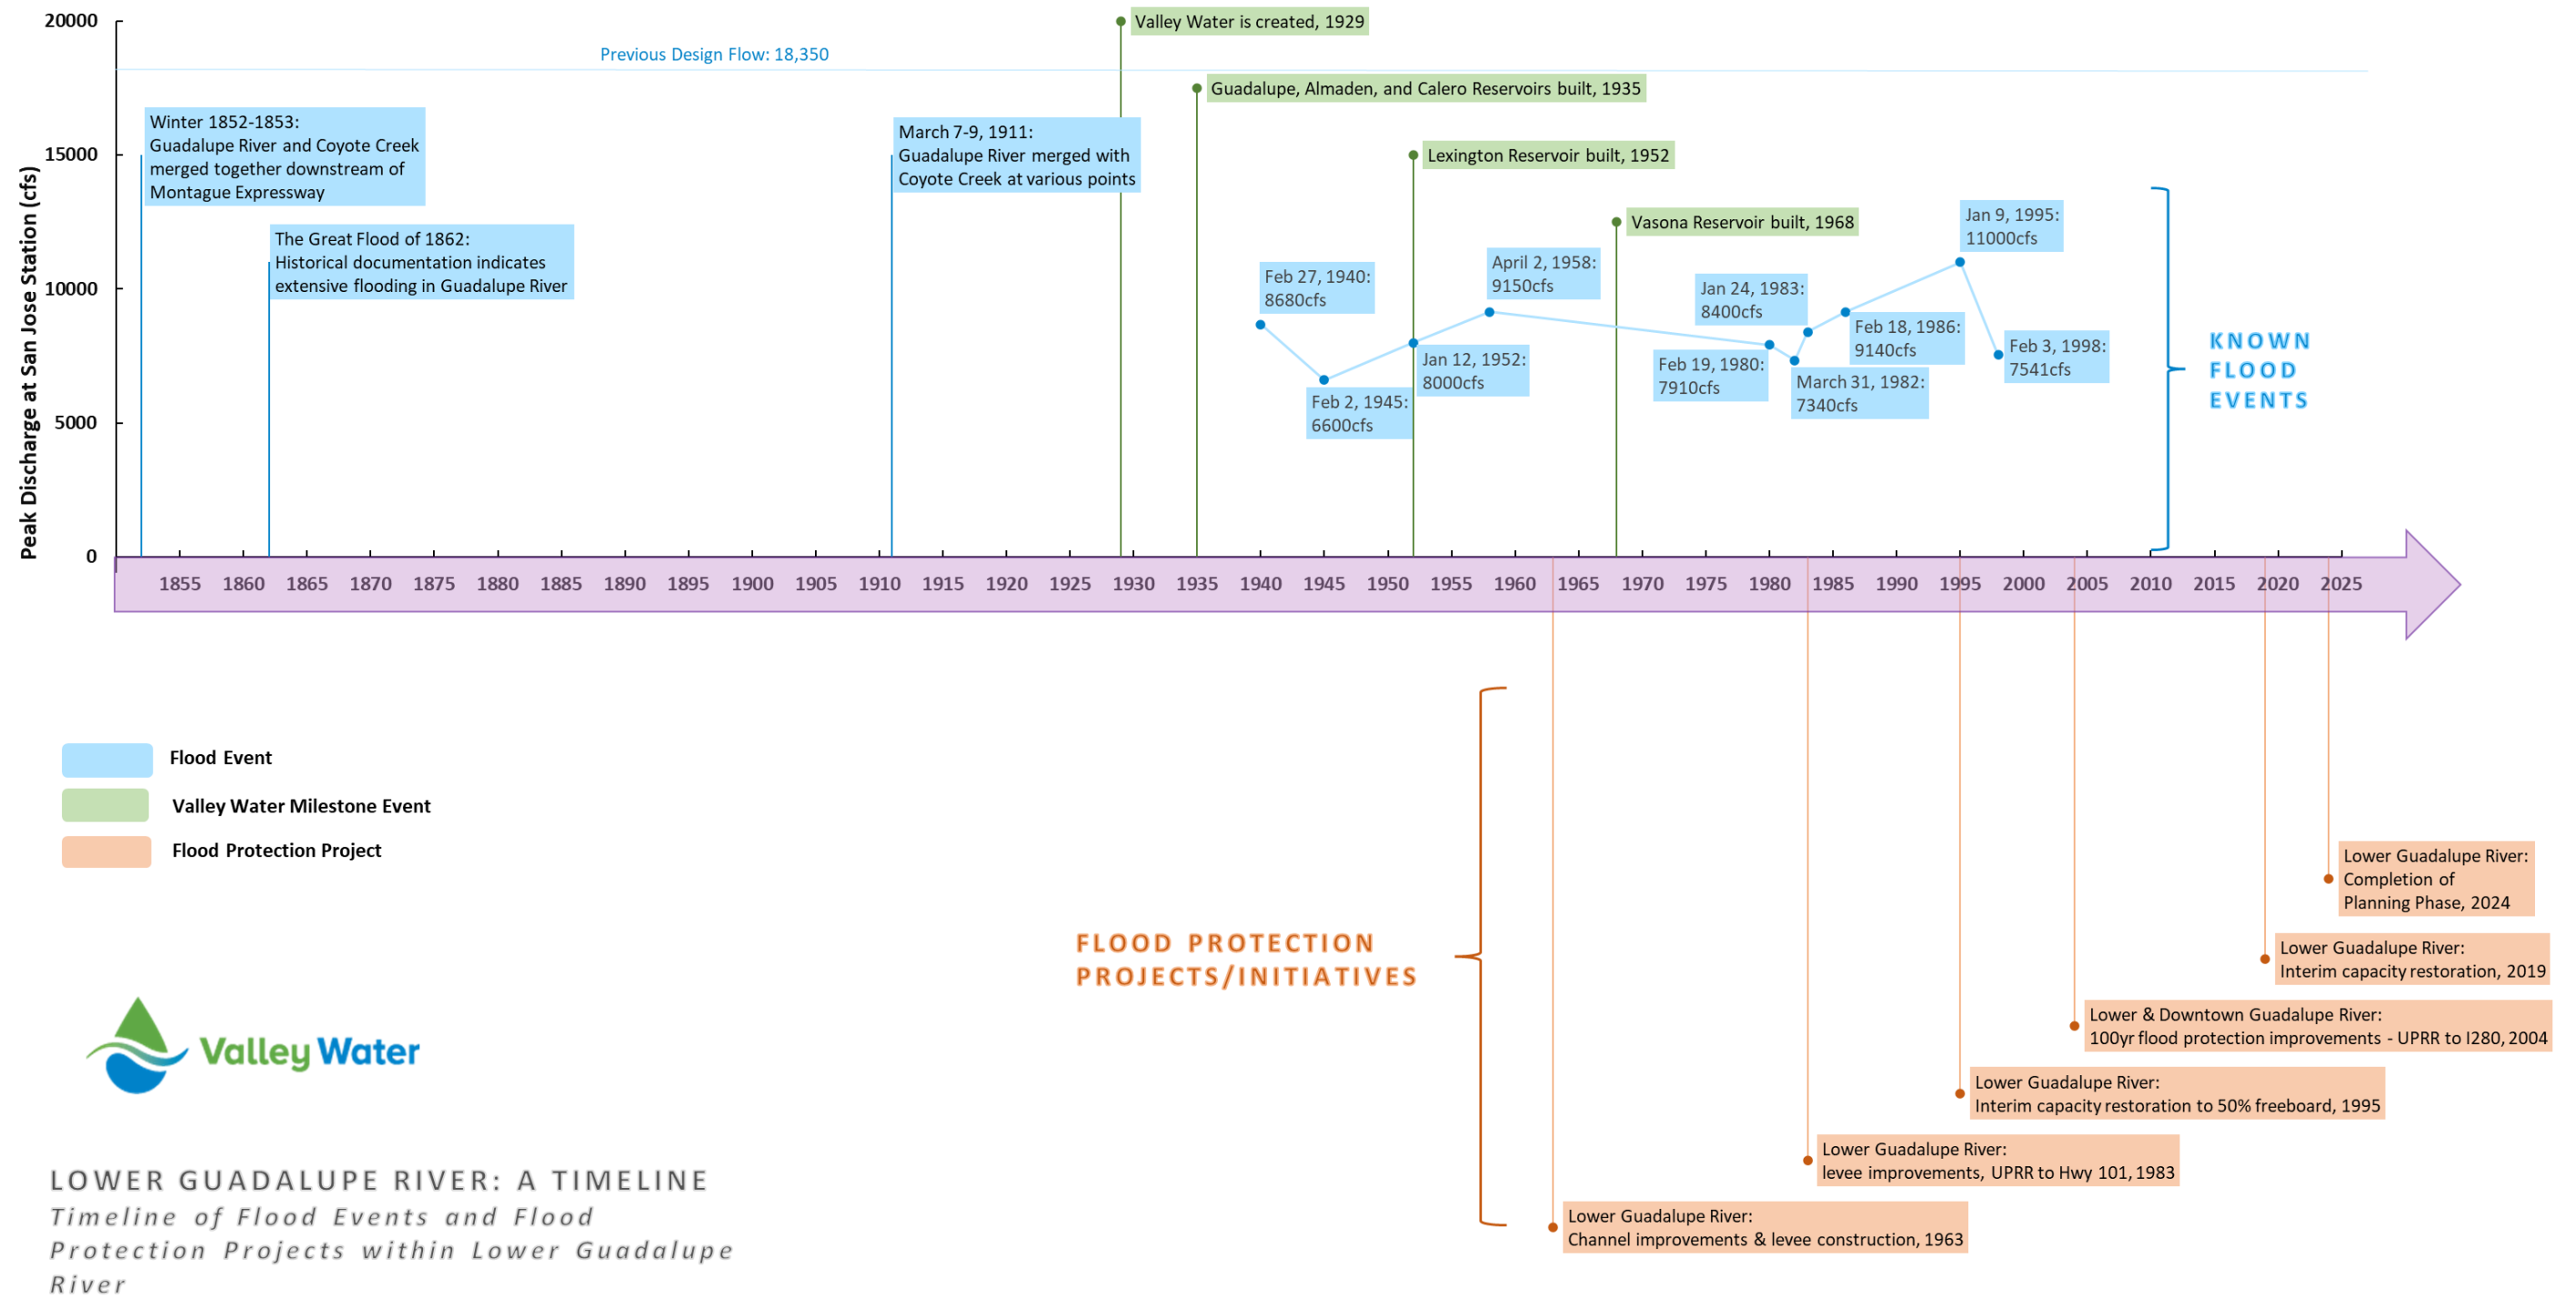 20000
15000
10000
5000
0
Peak Discharge at San Jose Station (cfs)
Previous Design Flow: 18,350
Valley Water is created, 1929
Guadalupe, Almaden, and Calero Reservoirs built, 1935
Lexington Reservoir built, 1952
Vasona Reservoir built, 1968
Winter 1852-1853:
Guadalupe River and Coyote Creek
merged together downstream of
Montague Expressway
The Great Flood of 1862:
Historical documentation indicates
extensive flooding in Guadalupe River
March 7-9, 1911:
Guadalupe River merged with
Coyote Creek at various points
Feb 27, 1940:
8680cfs
Feb 2, 1945:
6600cfs
Jan 12, 1952:
8000cfs
April 2, 1958:
9150cfs
Feb 19, 1980:
7910cfs
March 31, 1982:
7340cfs
Jan 24, 1983:
8400cfs
Feb 18, 1986:
9140cfs
Jan 9, 1995:
11000cfs
Feb 3, 1998:
7541cfs
KNOWN
FLOOD
EVENTS
1855 1860 1865 1870 1875 1880 1885 1890 1895 1900 1905 1910 1915 1920 1925 1930 1935 1940 1945 1950 1955 1960 1965 1970 1975 1980 1985 1990 1995 2000 2005 2010 2015 2020 2025
Flood Event
Valley Water Milestone Event
Flood Protection Project
FLOOD PROTECTION
PROJECTS/INITIATIVES
Lower Guadalupe River:
Completion of
Planning Phase, 2024
Lower Guadalupe River:
Interim capacity restoration, 2019
Lower & Downtown Guadalupe River:
100yr flood protection improvements - UPRR to I280, 2004
Lower Guadalupe River:
Interim capacity restoration to 50% freeboard, 1995
Lower Guadalupe River:
levee improvements, UPRR to Hwy 101, 1983
Lower Guadalupe River:
Channel improvements & levee construction, 1963
Valley Water
LOWER GUADALUPE RIVER: A TIMELINE
Timeline of Flood Events and Flood
Protection Projects within Lower Guadalupe
River